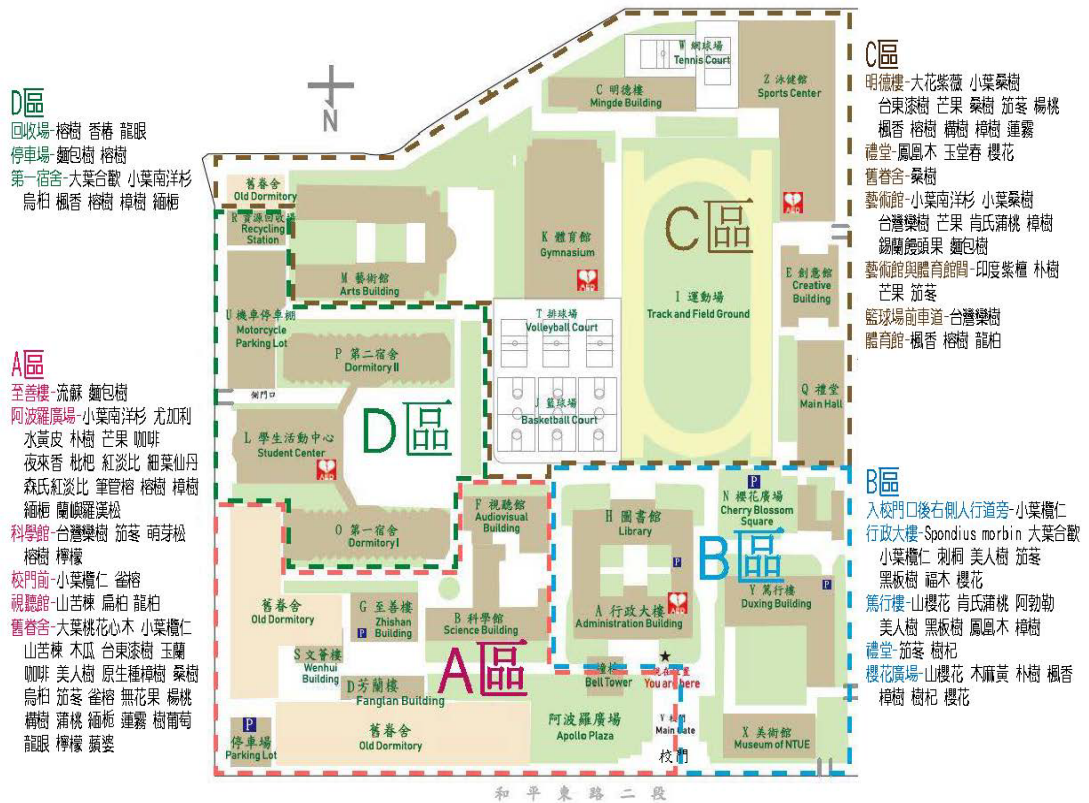 D區
回收場-榕樹 香椿 龍眼
停車場-麵包樹 榕樹
第一宿舍-大葉合歡 小葉南洋杉
烏桕 楓香 榕樹 樟樹 緬梔
A區
至善樓-流蘇 麵包樹
阿波羅廣場-小葉南洋杉 尤加利
水黃皮 朴樹 芒果 咖啡
夜來香 枇杷 紅淡比 細葉仙丹
森氏紅淡比 筆管榕 榕樹 樟樹
緬梔 蘭嶼羅漢松
科學館-台灣欒樹 茄苳 萌芽松
榕樹 檸檬
校門前-小葉欖仁 雀榕
視聽館-山苦楝 扁柏 龍柏
舊眷舍-大葉桃花心木 小葉欖仁
山苦楝 木瓜 台東漆樹 玉蘭
咖啡 美人樹 原生種樟樹 桑樹
烏桕 茄苳 雀榕 無花果 楊桃
構樹 蒲桃 緬梔 蓮霧 樹葡萄
龍眼 檸檬 蘋婆
N
W 網球場
Tennis Court
C 明德樓
Mingde Building
Z 泳健館
Sports Center
舊眷舍
Old Dormitory
R 資源回收場
Recycling
Station
M 藝術館
Arts Building
K 體育館
Gymnasium
AED
C區
AED
E 創意館
Creative
Building
I 運動場
Track and Field Ground
U 機車停車棚
Motorcycle
Parking Lot
T 排球場
Volleyball Court
P 第二宿舍
Dormitory II
側門口
J 籃球場
Basketball Court
Q 禮堂
Main Hall
L 學生活動中心
Student Center
AED
D區
F 視聽館
Audiovisual
Building
O 第一宿舍
Dormitory I
H 圖書館
Library
P
N 櫻花廣場
Cherry Blossom
Square
P
B區
P
Y 篤行樓
Duxing Building
舊眷舍
Old Dormitory
G 至善樓
Zhishan
Building
P
B 科學館
Science Building
A 行政大樓
Administration Building
AED
S 文薈樓
Wenhui
Building
A區
鐘樓
Bell Tower
現在位置
You are here
D 芳蘭樓
Fanglan Building
P
停車場
Parking Lot
舊眷舍
Old Dormitory
阿波羅廣場
Apollo Plaza
V 校門
Main Gate
校門
X 美術館
Museum of NTUE
和平東路二段
C區
明德樓-大花紫薇 小葉桑樹
台東漆樹 芒果 桑樹 茄苳 楊桃
楓香 榕樹 構樹 樟樹 蓮霧
禮堂-鳳凰木 玉堂春 櫻花
舊眷舍-桑樹
藝術館-小葉南洋杉 小葉桑樹
台灣欒樹 芒果 肯氏蒲桃 樟樹
錫蘭饅頭果 麵包樹
藝術館與體育館間-印度紫檀 朴樹
芒果 茄苳
籃球場前車道-台灣欒樹
體育館-楓香 榕樹 龍柏
B區
入校門口後右側人行道旁-小葉欖仁
行政大樓-Spondius morbin 大葉合歡
小葉欖仁 刺桐 美人樹 茄苳
黑板樹 福木 櫻花
篤行樓-山櫻花 肯氏蒲桃 阿勃勒
美人樹 黑板樹 鳳凰木 樟樹
禮堂-茄苳 樹杞
櫻花廣場-山櫻花 木麻黃 朴樹 楓香
樟樹 樹杞 櫻花